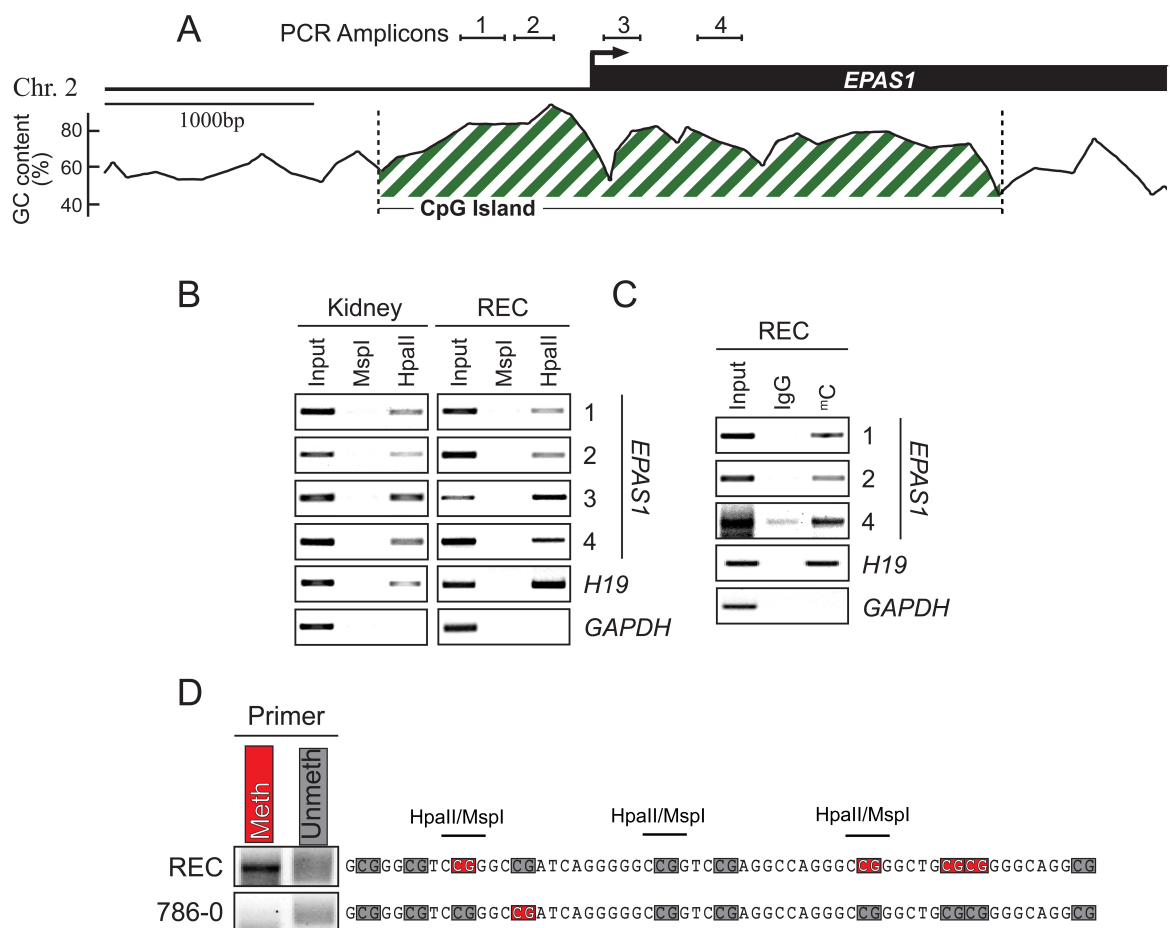 A
PCR Amplicons 1 2 3 4
Chr. 2
EPAS1
1000bp
GC content (%)
80
60
40
CpG Island
B
Kidney REC
Input MspI HpaII Input MspI HpaII
1
2
3
4
EPAS1
H19
GAPDH
C
REC
Input IgG mC
1
2
4
EPAS1
H19
GAPDH
D
Primer
Meth Unmeth
HpaII/MspI HpaII/MspI HpaII/MspI
REC GCGGGCGTCCGGGCCGATCAGGGGGCCGGTCCGAGGCCAGGGCCGGGCTGCGCGGGGCAGGCG
786-0 GCGGGCGTCCGGGCCGATCAGGGGGCCGGTCCGAGGCCAGGGCCGGGCTGCGCGGGGCAGGCG